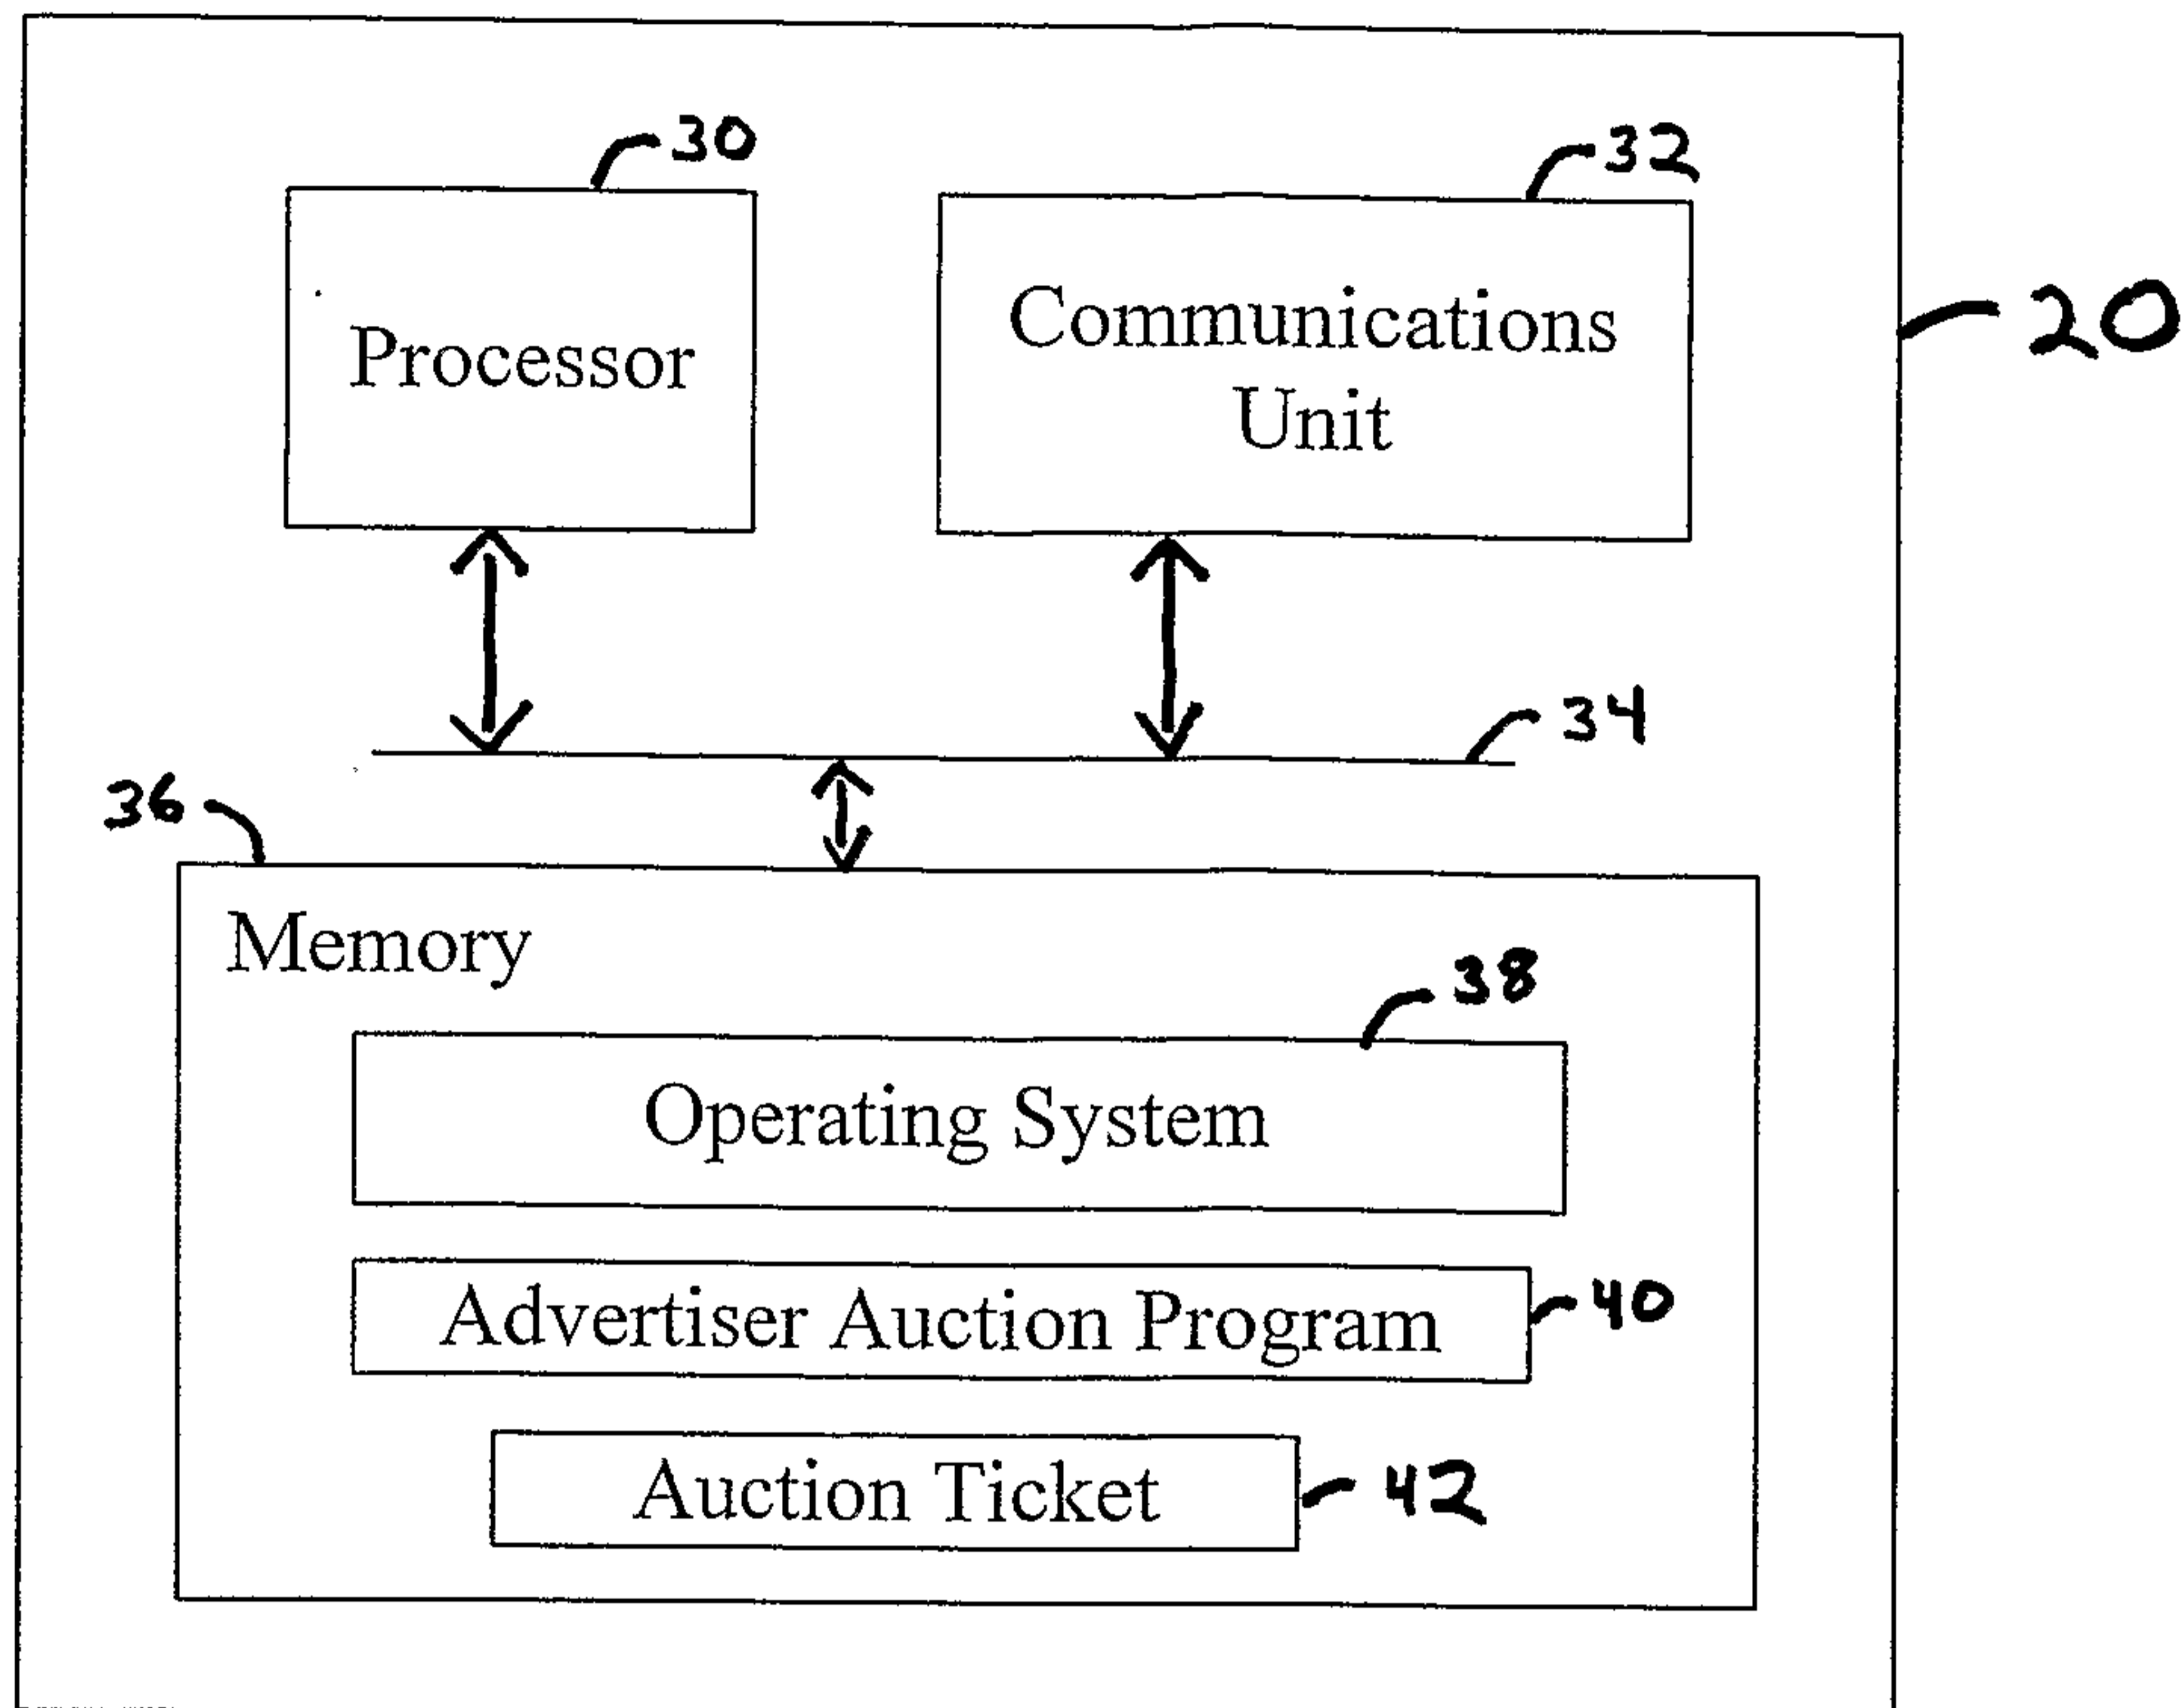 30
32
Processor
Communications
Unit
20
34
36
Memory
38
Operating System
Advertiser Auction Program
40
Auction Ticket
42